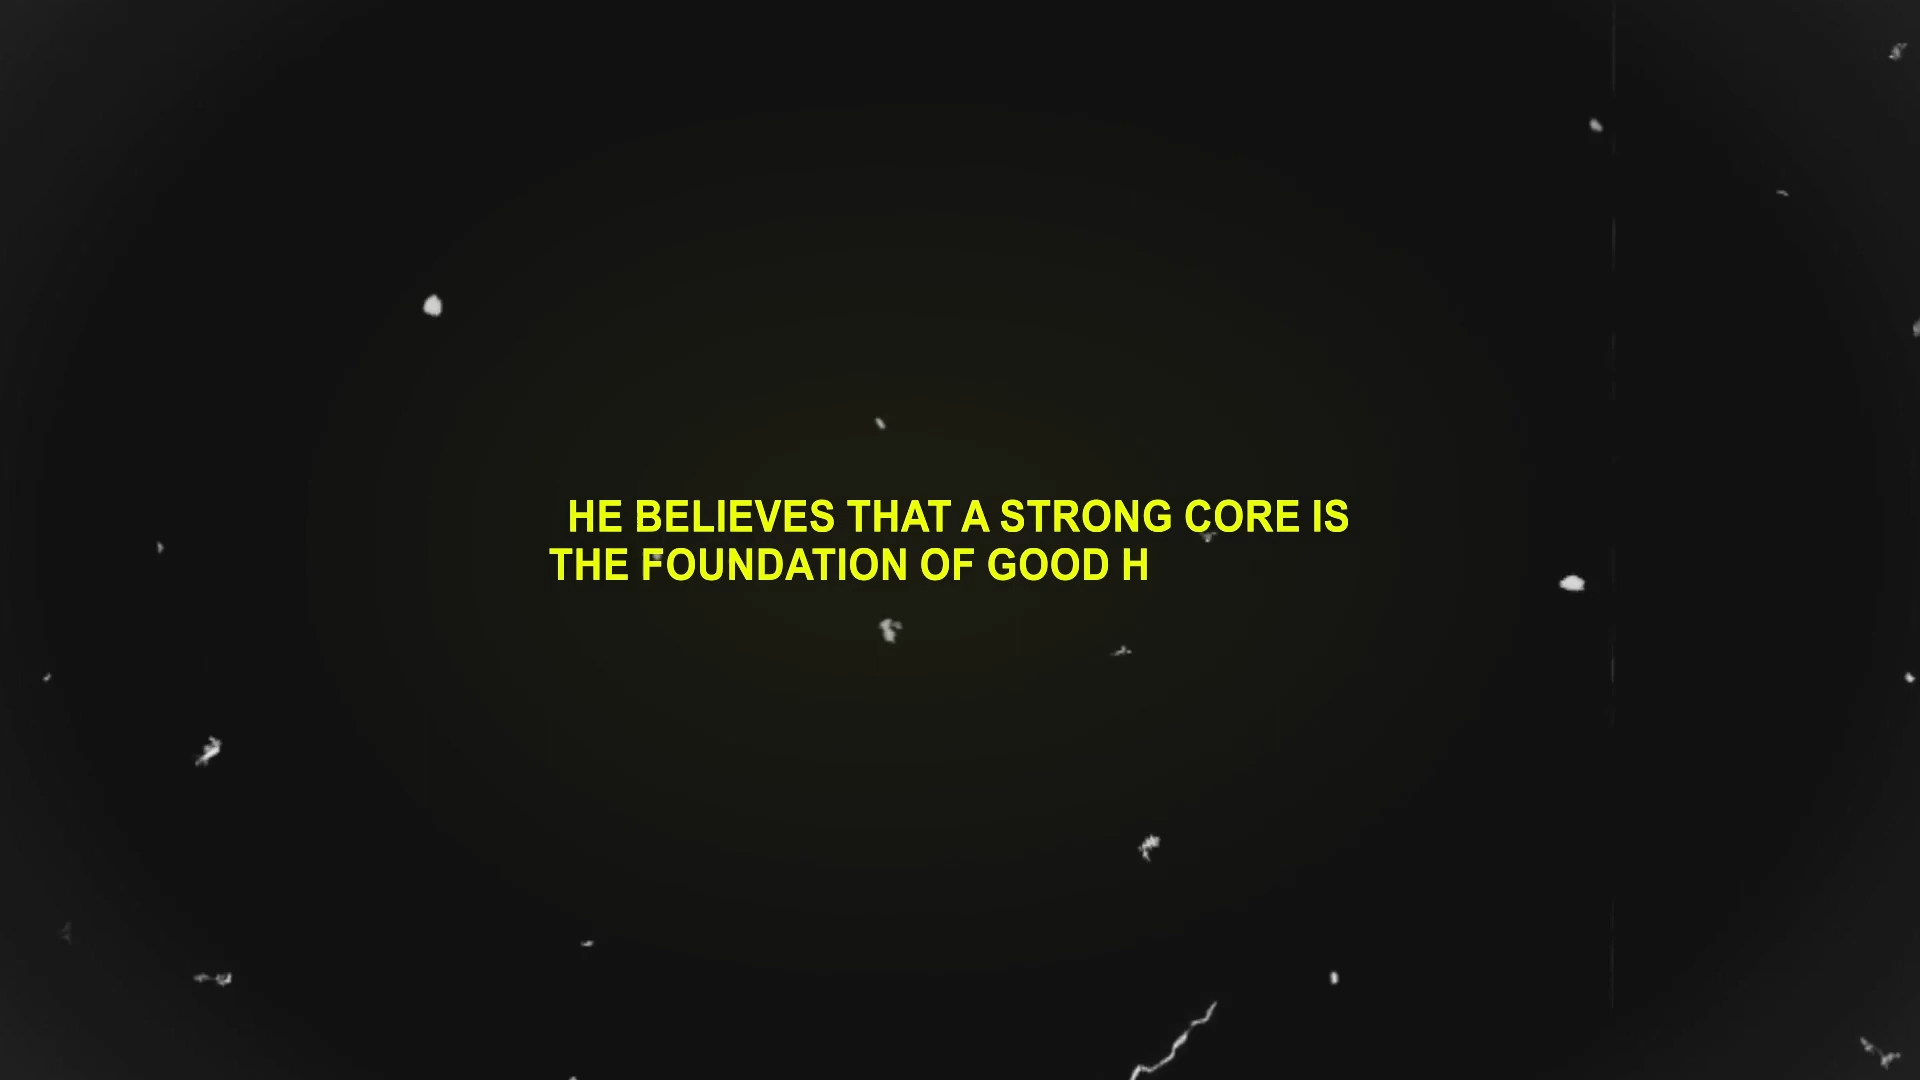 HE BELIEVES THAT A STRONG CORE IS
THE FOUNDATION OF GOOD H